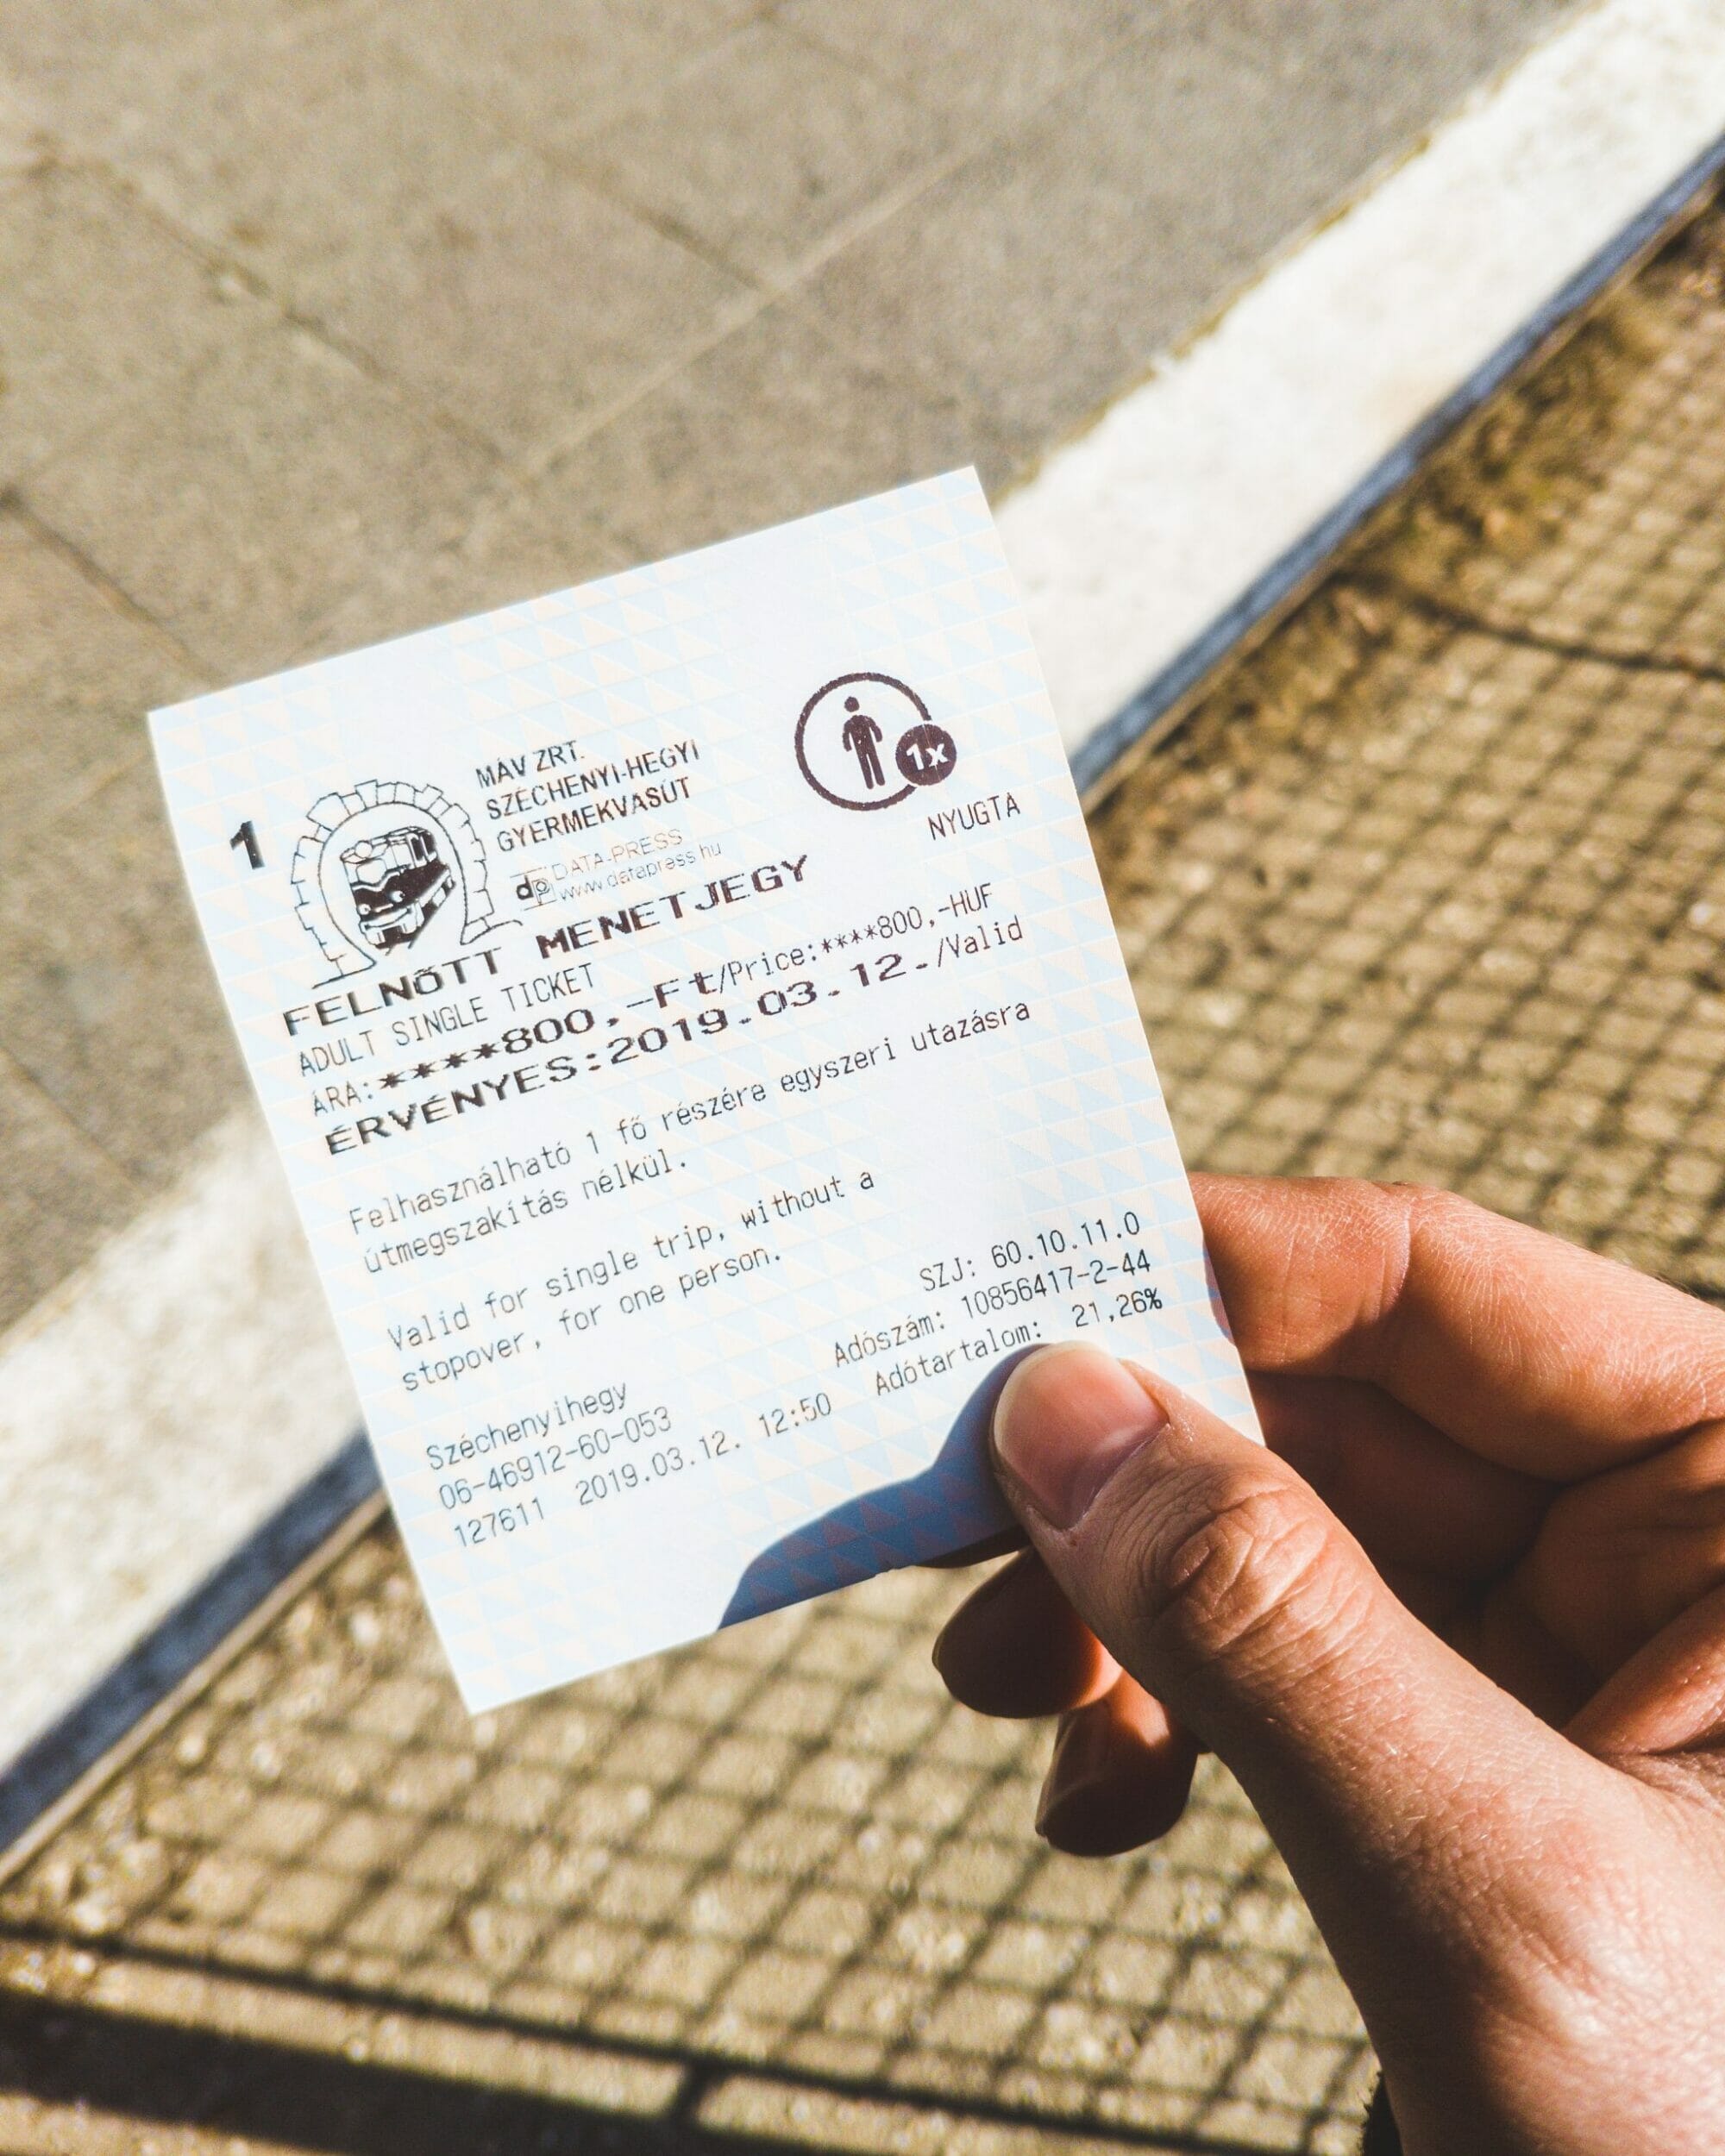 1
MÁV ZRT.
SZÉCHENYI-HEGYI
GYERMEKVASÚT
dp DATA-PRESS
www.datapress.hu
1x
NYUGTA
FELNŐTT MENETJEGY
ADULT SINGLE TICKET
ÁRA:****800,-Ft/Price:****800,-HUF
ÉRVÉNYES:2019.03.12./Valid
Felhasználható 1 fő részére egyszeri utazásra
útmegszakítás nélkül.
Valid for single trip, without a
stopover, for one person.
SZJ: 60.10.11.0
Adószám: 10856417-2-44
Adótartalom: 21,26%
Széchenyihegy
06-46912-60-053
127611 2019.03.12. 12:50